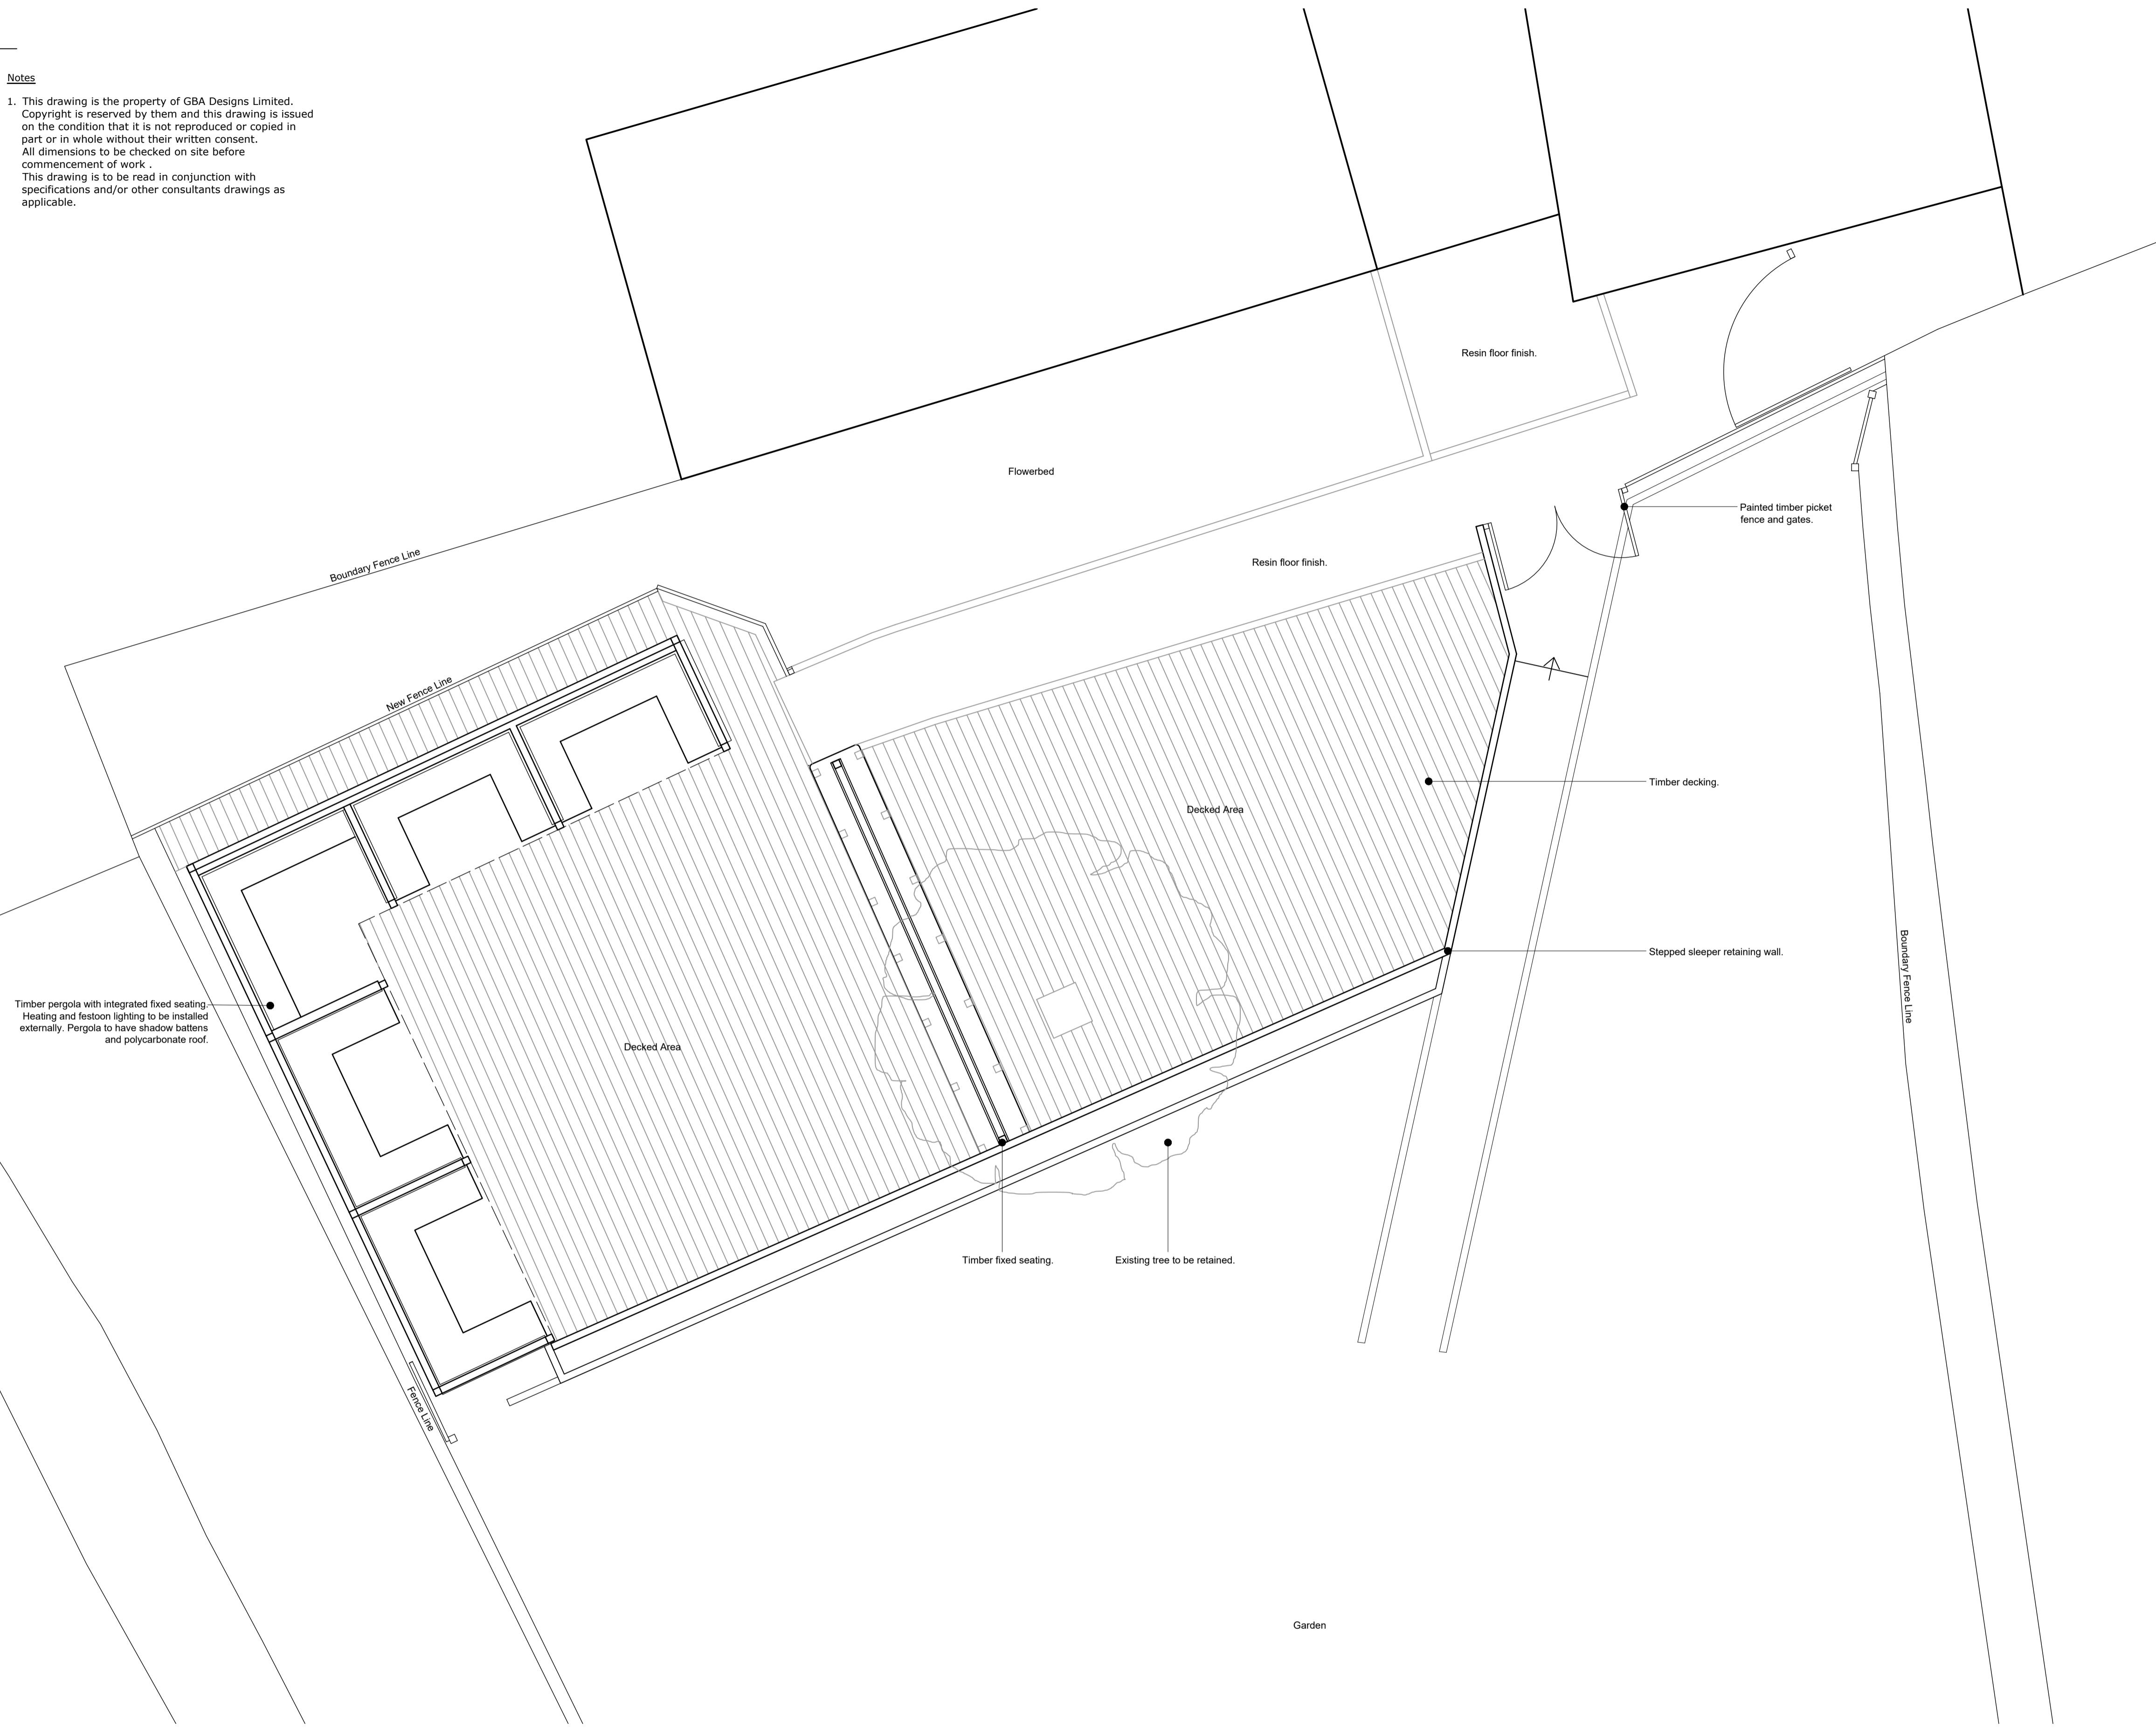 Notes
1. This drawing is the property of GBA Designs Limited.
Copyright is reserved by them and this drawing is issued
on the condition that it is not reproduced or copied in
part or in whole without their written consent.
All dimensions to be checked on site before
commencement of work .
This drawing is to be read in conjunction with
specifications and/or other consultants drawings as
applicable.
Resin floor finish.
Flowerbed
Painted timber picket
fence and gates.
Boundary Fence Line
Resin floor finish.
New Fence Line
Timber decking.
Decked Area
Stepped sleeper retaining wall.
Boundary Fence Line
Timber pergola with integrated fixed seating.
Heating and festoon lighting to be installed
externally. Pergola to have shadow battens
and polycarbonate roof.
Decked Area
Timber fixed seating.
Existing tree to be retained.
Fence Line
Garden